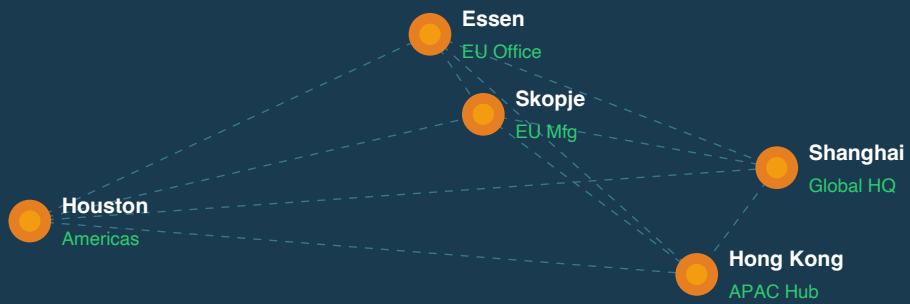 Essen
EU Office
Skopje
EU Mfg
Shanghai
Global HQ
Houston
Americas
Hong Kong
APAC Hub